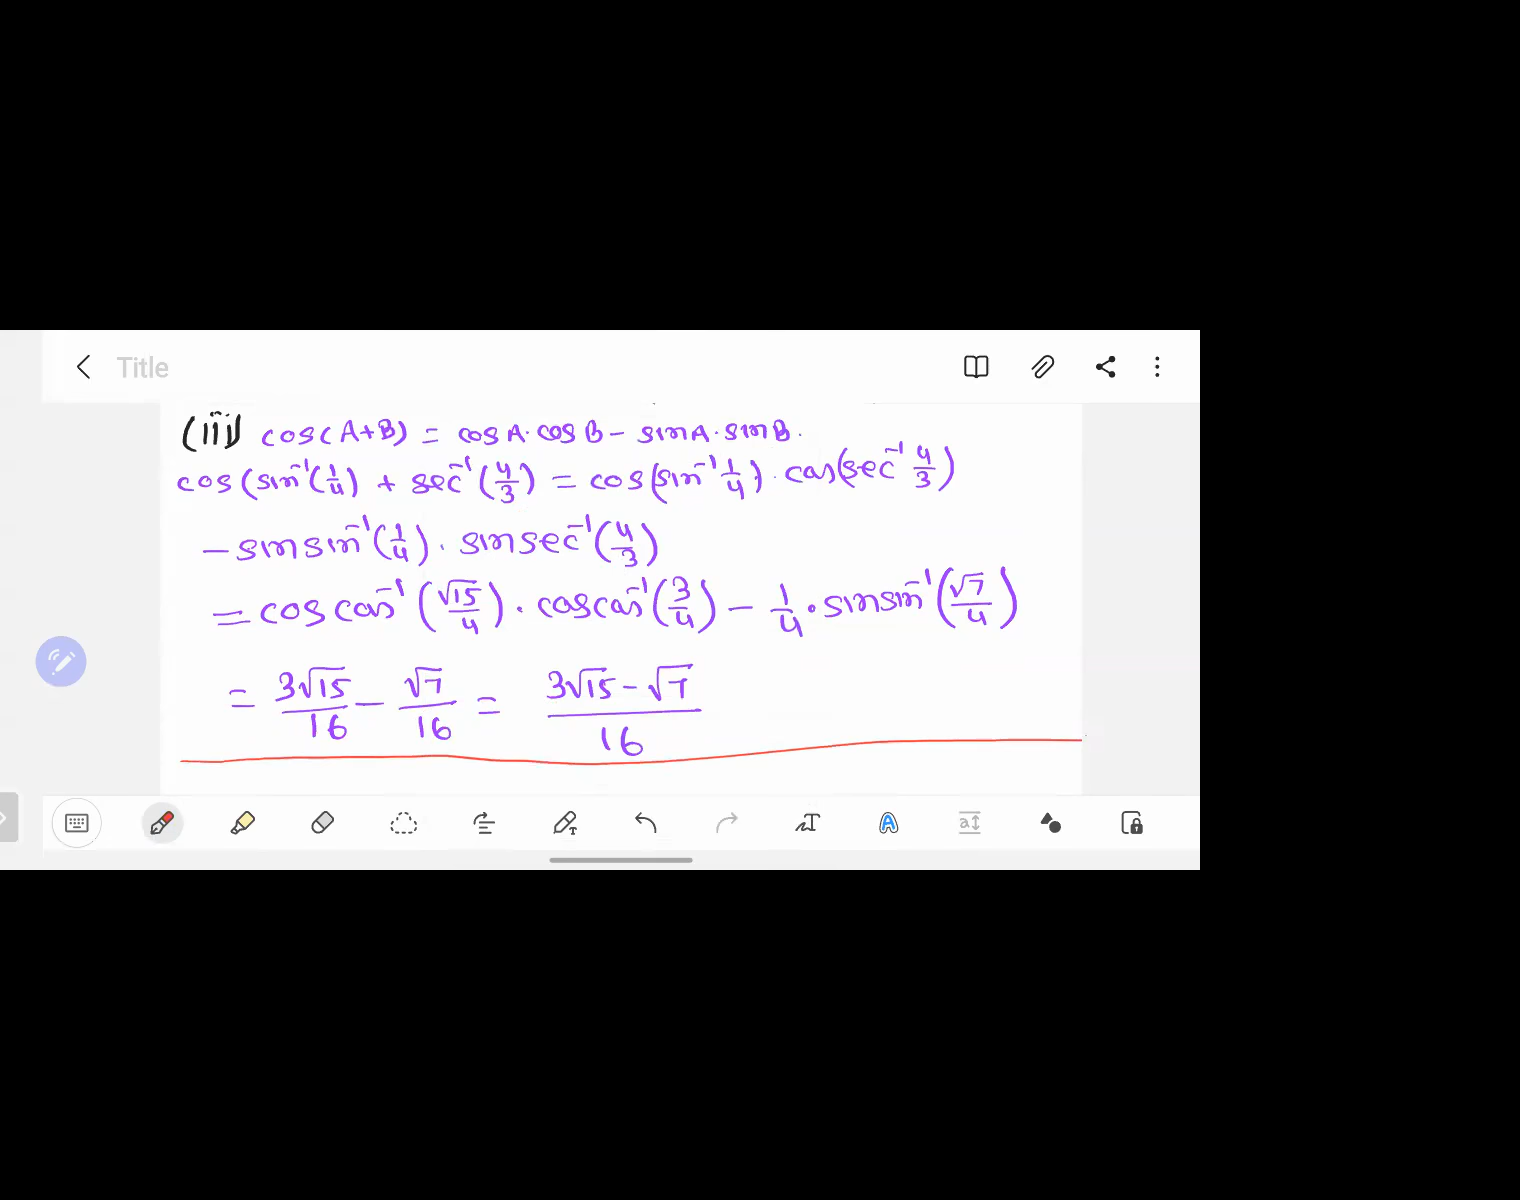 Title
(iii) cos(A+B) = cosA·cosB − sinA·sinB.
cos(sin⁻¹(1/4) + sec⁻¹(4/3) = cos(sin⁻¹ 1/4)·cos(sec⁻¹ 4/3)
− sin sin⁻¹(1/4)· sin sec⁻¹(4/3)
= cos cos⁻¹(√15/4)· cos cos⁻¹(3/4) − 1/4 · sin sin⁻¹(√7/4)
= 3√15/16 − √7/16 = (3√15 − √7)/16